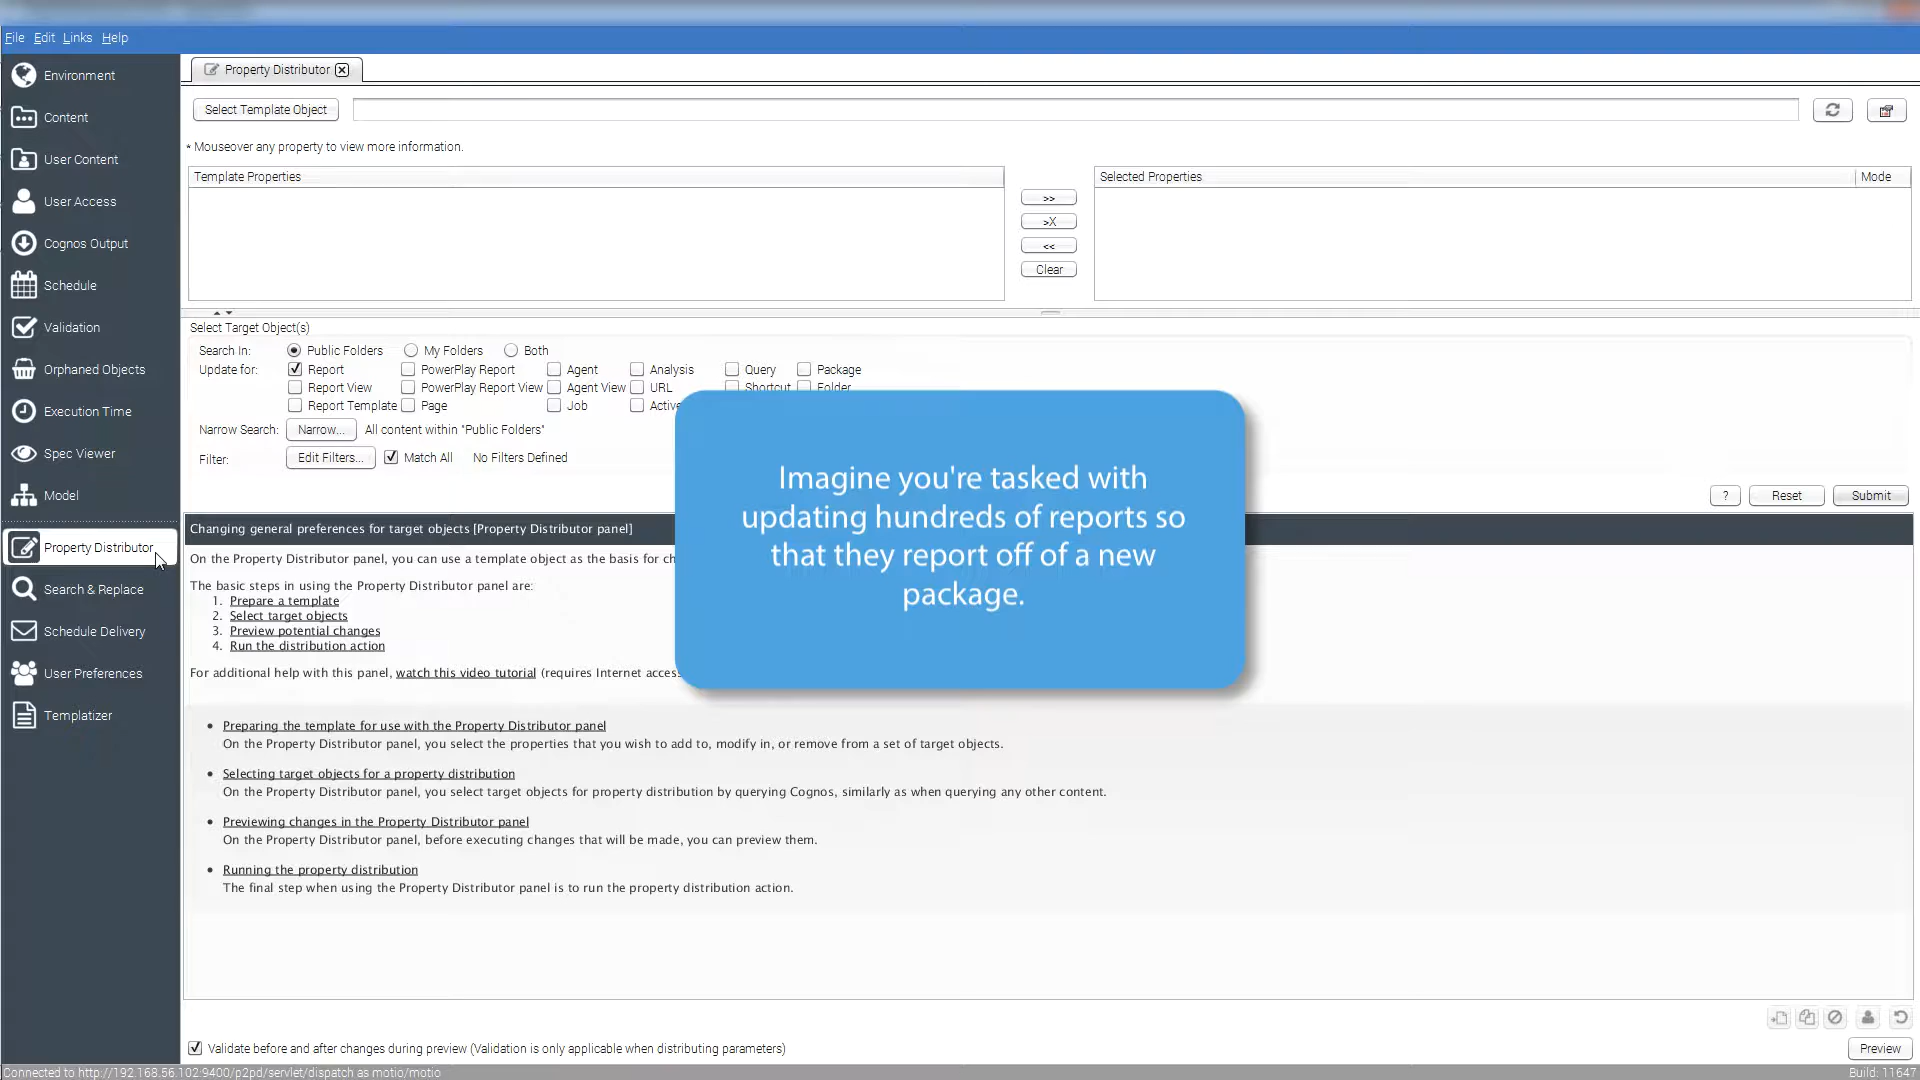 File Edit Links Help
Environment
Content
User Content
User Access
Cognos Output
Schedule
Validation
Orphaned Objects
Execution Time
Spec Viewer
Model
Property Distributor
Search & Replace
Schedule Delivery
User Preferences
Templatizer
Property Distributor
Select Template Object
* Mouseover any property to view more information.
Template Properties
>>
>X
<<
Clear
Selected Properties Mode
Select Target Object(s)
Search In: Public Folders My Folders Both
Update for: Report PowerPlay Report Agent Analysis Query Package
Report View PowerPlay Report View Agent View URL Shortcut Folder
Report Template Page Job Active
Narrow Search: Narrow... All content within "Public Folders"
Filter: Edit Filters... Match All No Filters Defined
? Reset Submit
Imagine you're tasked with
updating hundreds of reports so
that they report off of a new
package.
Changing general preferences for target objects [Property Distributor panel]
On the Property Distributor panel, you can use a template object as the basis for ch
The basic steps in using the Property Distributor panel are:
1. Prepare a template
2. Select target objects
3. Preview potential changes
4. Run the distribution action
For additional help with this panel, watch this video tutorial (requires Internet acces
• Preparing the template for use with the Property Distributor panel
On the Property Distributor panel, you select the properties that you wish to add to, modify in, or remove from a set of target objects.
• Selecting target objects for a property distribution
On the Property Distributor panel, you select target objects for property distribution by querying Cognos, similarly as when querying any other content.
• Previewing changes in the Property Distributor panel
On the Property Distributor panel, before executing changes that will be made, you can preview them.
• Running the property distribution
The final step when using the Property Distributor panel is to run the property distribution action.
Validate before and after changes during preview (Validation is only applicable when distributing parameters)
Preview
Connected to http://192.168.56.102:9400/p2pd/servlet/dispatch as motio/motio
Build: 11647